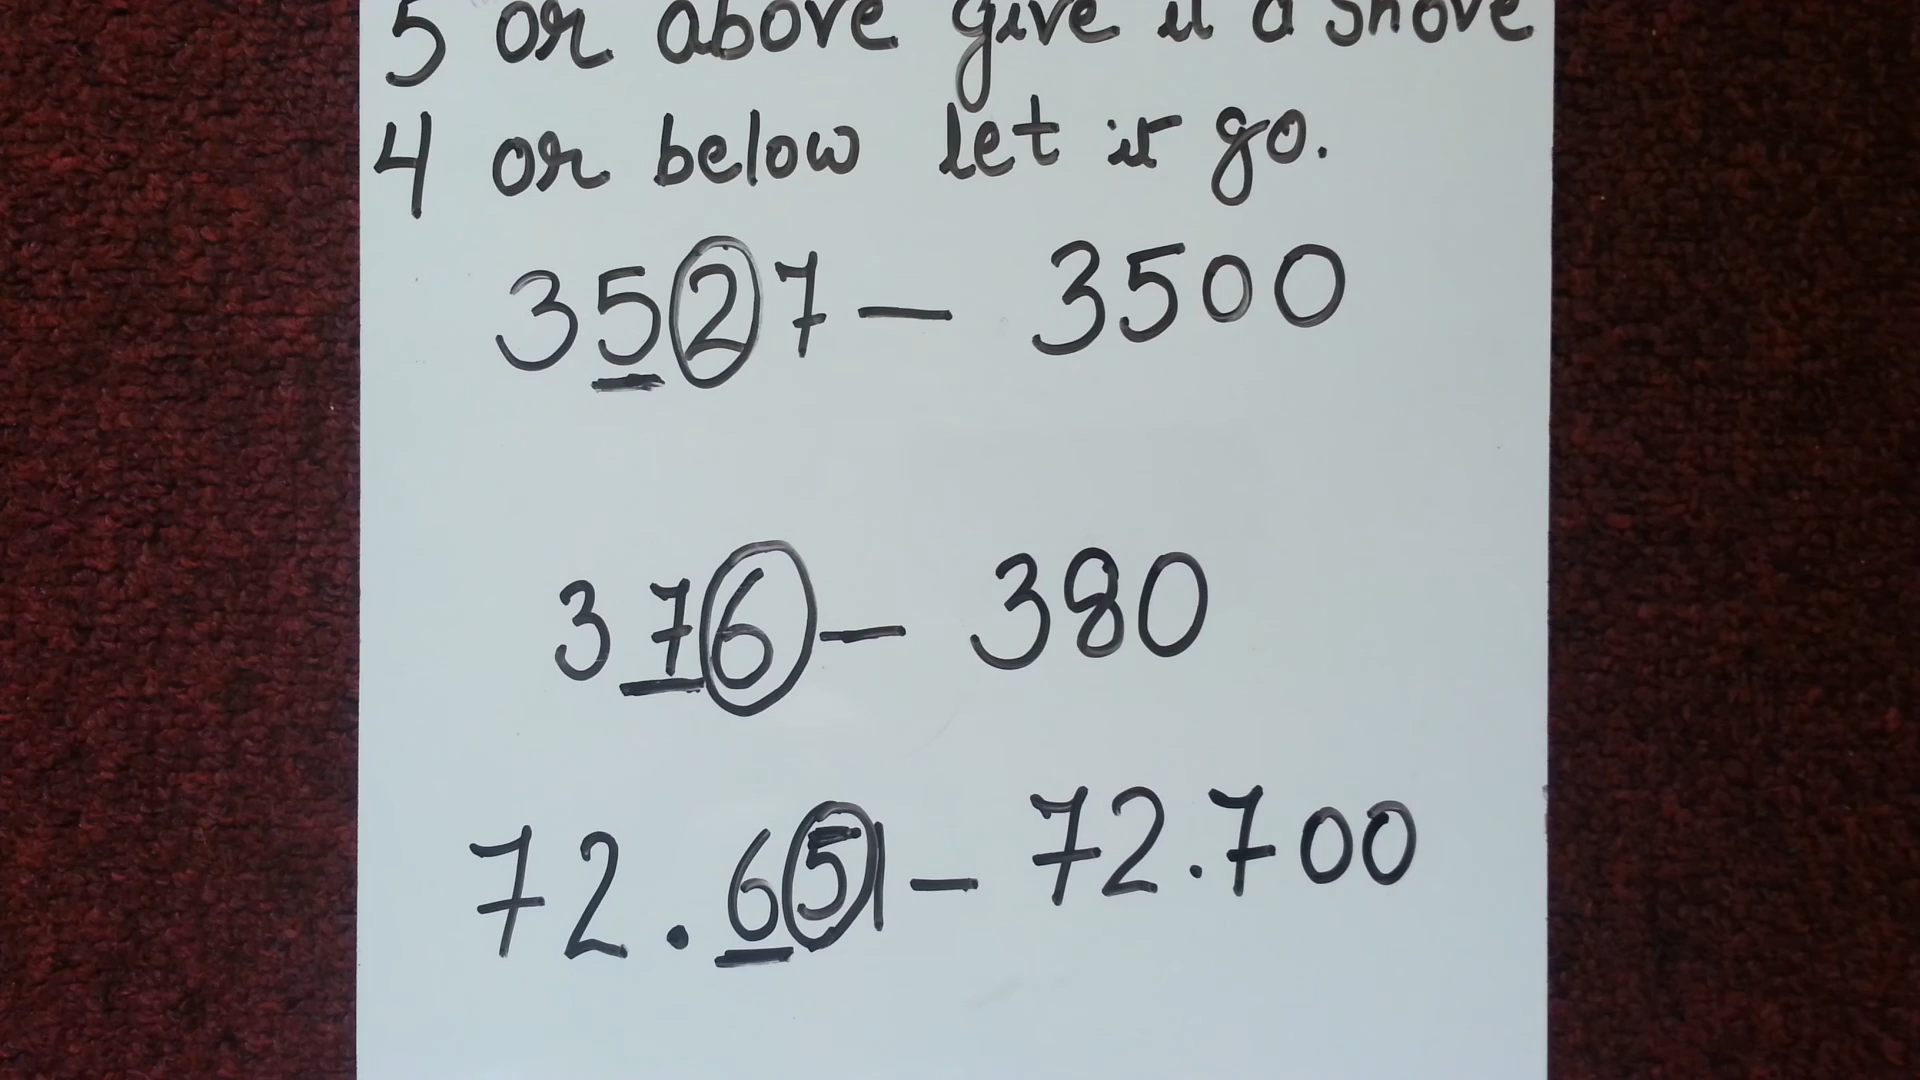 5 or above give it a shove
4 or below let it go.
3527 — 3500
376 — 380
72.651 — 72.700